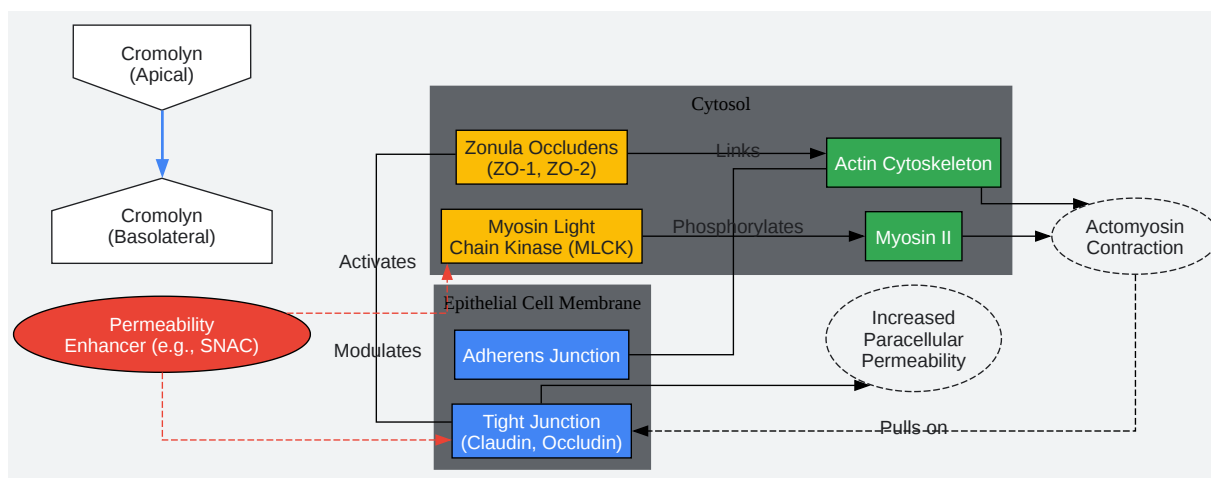 Cromolyn
(Apical)
Cromolyn
(Basolateral)
Cytosol
Zonula Occludens
(ZO-1, ZO-2)
Links
Actin Cytoskeleton
Myosin Light
Chain Kinase (MLCK)
Phosphorylates
Myosin II
Actomyosin
Contraction
Activates
Epithelial Cell Membrane
Permeability
Enhancer (e.g., SNAC)
Modulates
Adherens Junction
Increased
Paracellular
Permeability
Tight Junction
(Claudin, Occludin)
Pulls on